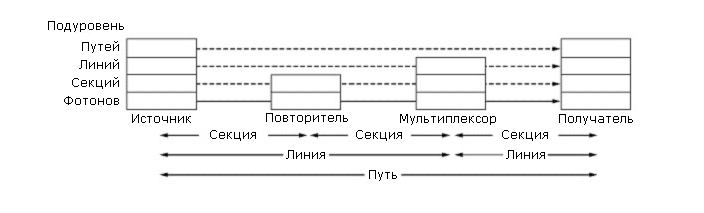 Подуровень
Путей
Линий
Секций
Фотонов
Источник Повторитель Мультиплексор Получатель
Секция Секция Секция
Линия Линия
Путь